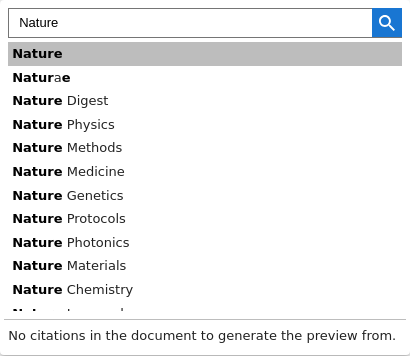 Nature
Nature
Naturae
Nature Digest
Nature Physics
Nature Methods
Nature Medicine
Nature Genetics
Nature Protocols
Nature Photonics
Nature Materials
Nature Chemistry
No citations in the document to generate the preview from.